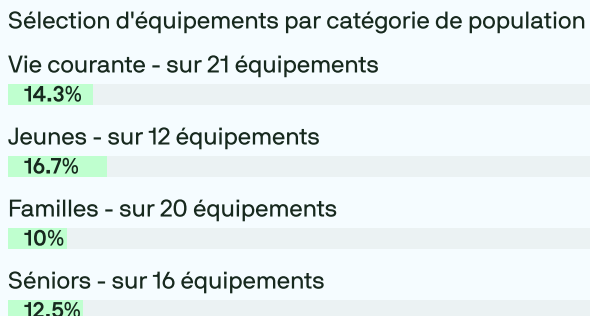 Sélection d'équipements par catégorie de population
Vie courante - sur 21 équipements
14.3%
Jeunes - sur 12 équipements
16.7%
Familles - sur 20 équipements
10%
Séniors - sur 16 équipements
12.5%